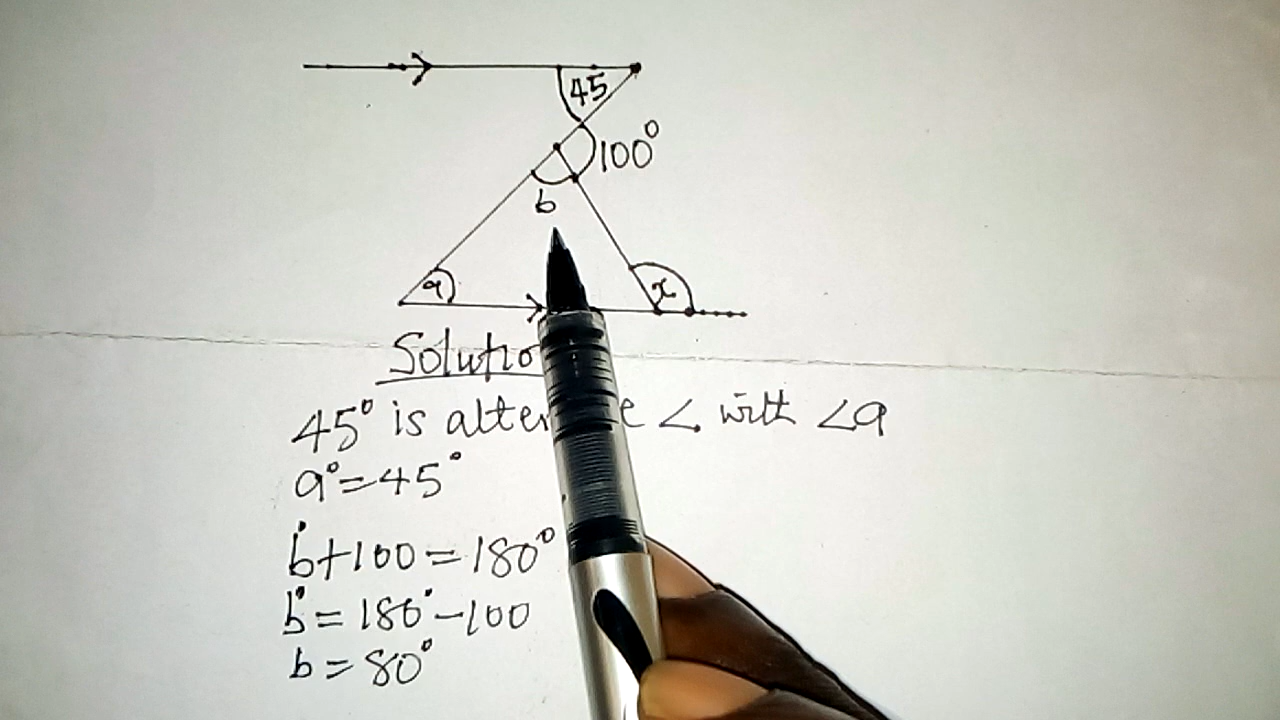 45
100°
b
a
x
Solutio
45° is alter e ∠ with ∠a
a° = 45°
b° + 100 = 180°
b° = 180° - 100
b = 80°